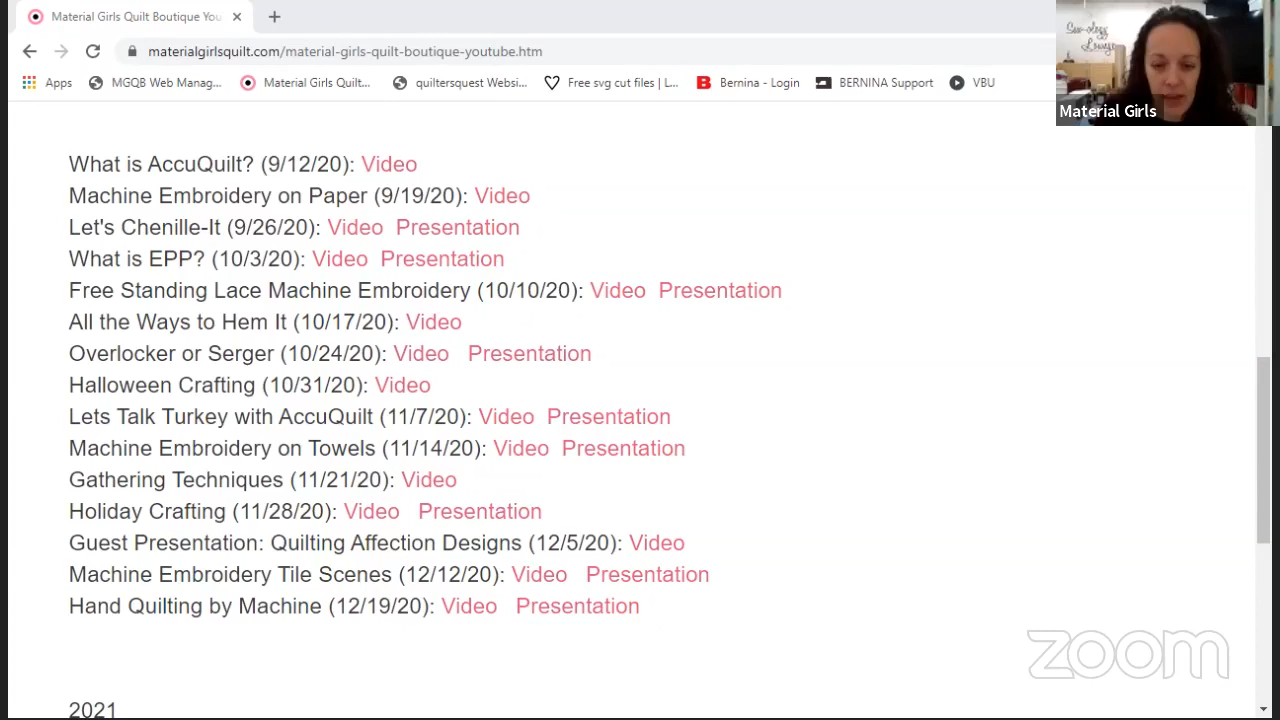 Material Girls Quilt Boutique You
materialgirlsquilt.com/material-girls-quilt-boutique-youtube.htm
Apps MGQB Web Manag... Material Girls Quilt... quiltersquest Websi... Free svg cut files | L... Bernina - Login BERNINA Support VBU
Sew-ology
Lounge
Material Girls
What is AccuQuilt? (9/12/20): Video
Machine Embroidery on Paper (9/19/20): Video
Let's Chenille-It (9/26/20): Video Presentation
What is EPP? (10/3/20): Video Presentation
Free Standing Lace Machine Embroidery (10/10/20): Video Presentation
All the Ways to Hem It (10/17/20): Video
Overlocker or Serger (10/24/20): Video Presentation
Halloween Crafting (10/31/20): Video
Lets Talk Turkey with AccuQuilt (11/7/20): Video Presentation
Machine Embroidery on Towels (11/14/20): Video Presentation
Gathering Techniques (11/21/20): Video
Holiday Crafting (11/28/20): Video Presentation
Guest Presentation: Quilting Affection Designs (12/5/20): Video
Machine Embroidery Tile Scenes (12/12/20): Video Presentation
Hand Quilting by Machine (12/19/20): Video Presentation
zoom
2021